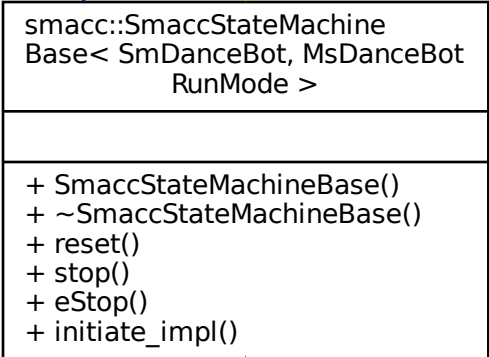 smacc::SmaccStateMachine
Base< SmDanceBot, MsDanceBot
RunMode >
+ SmaccStateMachineBase()
+ ~SmaccStateMachineBase()
+ reset()
+ stop()
+ eStop()
+ initiate_impl()